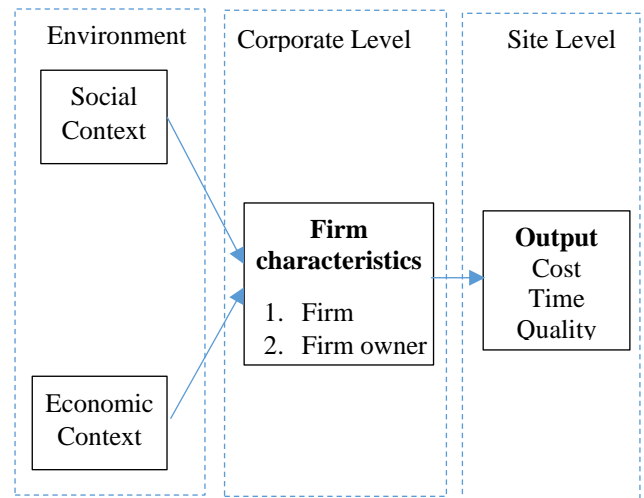 Environment
Social
Context
Economic
Context
Corporate Level
Firm
characteristics
1. Firm
2. Firm owner
Site Level
Output
Cost
Time
Quality